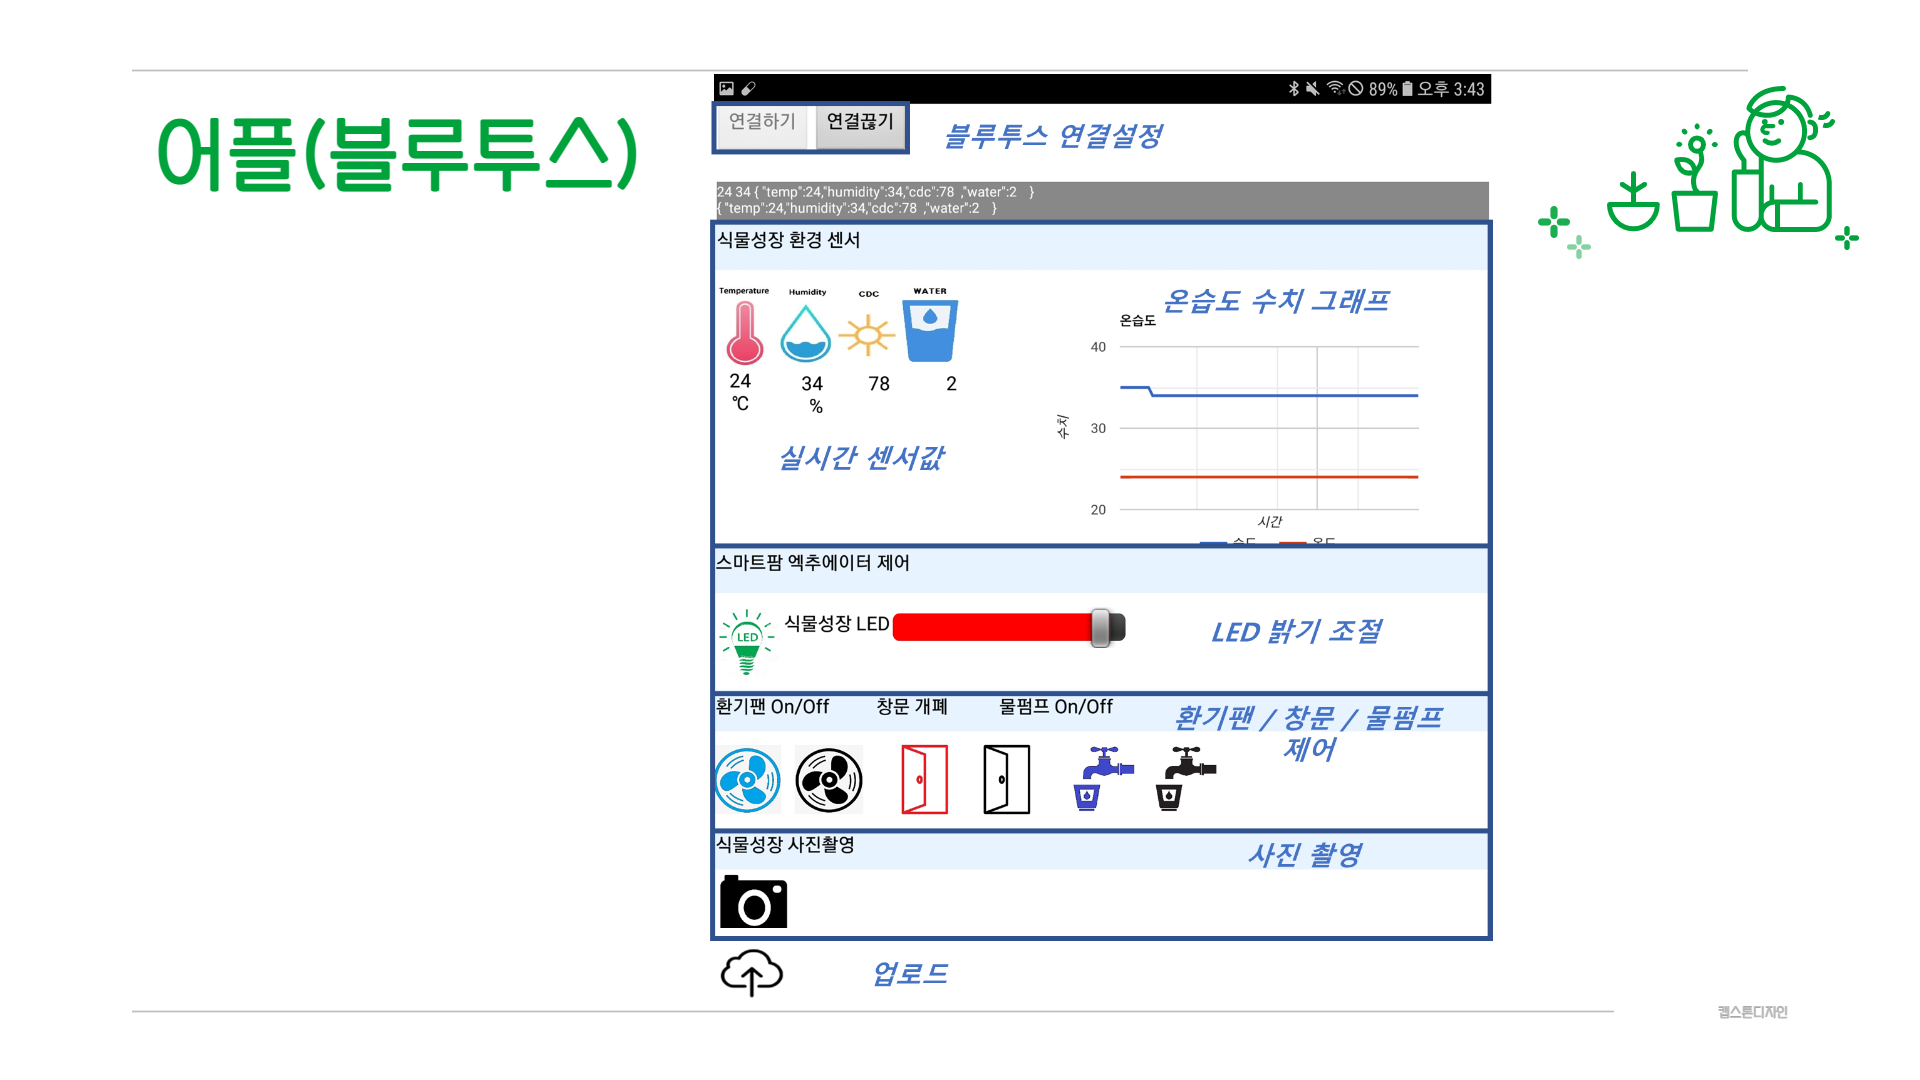 어플(블루투스)
89% 오후 3:43
연결하기 연결끊기
블루투스 연결설정
24 34 { "temp":24,"humidity":34,"cdc":78 ,"water":2 }
{ "temp":24,"humidity":34,"cdc":78 ,"water":2 }
식물성장 환경 센서
Temperature Humidity CDC WATER
24 34 78 2
℃ %
실시간 센서값
온습도 수치 그래프
온습도
40
30
20
수치
시간
습도 온도
스마트팜 엑추에이터 제어
LED
식물성장 LED
LED 밝기 조절
환기팬 On/Off 창문 개폐 물펌프 On/Off
환기팬 / 창문 / 물펌프
제어
식물성장 사진촬영
사진 촬영
업로드
캡스톤디자인